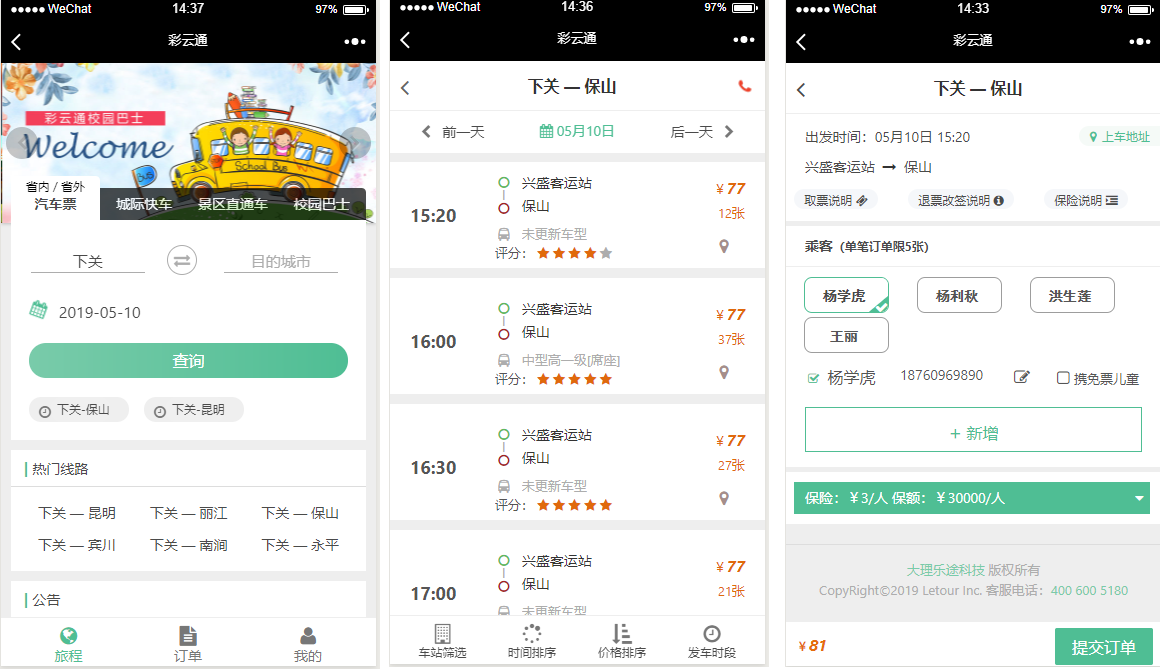 ●●●●● WeChat 14:37 97%
彩云通
彩云通校园巴士
Welcome
School Bus
BUS
省内 / 省外
汽车票 城际快车 景区直通车 校园巴士
下关 目的城市
2019-05-10
查询
下关-保山 下关-昆明
热门线路
下关 — 昆明 下关 — 丽江 下关 — 保山
下关 — 宾川 下关 — 南涧 下关 — 永平
公告
旅程 订单 我的
●●●●● WeChat 14:36 97%
彩云通
下关 — 保山
前一天 05月10日 后一天
15:20 兴盛客运站 ¥ 77
保山 12张
未更新车型
评分：
16:00 兴盛客运站 ¥ 77
保山 37张
中型高一级[席座]
评分：
16:30 兴盛客运站 ¥ 77
保山 27张
未更新车型
评分：
17:00 兴盛客运站 ¥ 77
保山 21张
未更新车型
车站筛选 时间排序 价格排序 发车时段
●●●●● WeChat 14:33 97%
彩云通
下关 — 保山
出发时间：05月10日 15:20 上车地址
兴盛客运站 → 保山
取票说明 退票改签说明 保险说明
乘客（单笔订单限5张）
杨学虎 杨利秋 洪生莲
王丽
杨学虎 18760969890 携免票儿童
+ 新增
保险：￥3/人 保额：￥30000/人
大理乐途科技 版权所有
CopyRight©2019 Letour Inc. 客服电话：400 600 5180
¥ 81 提交订单